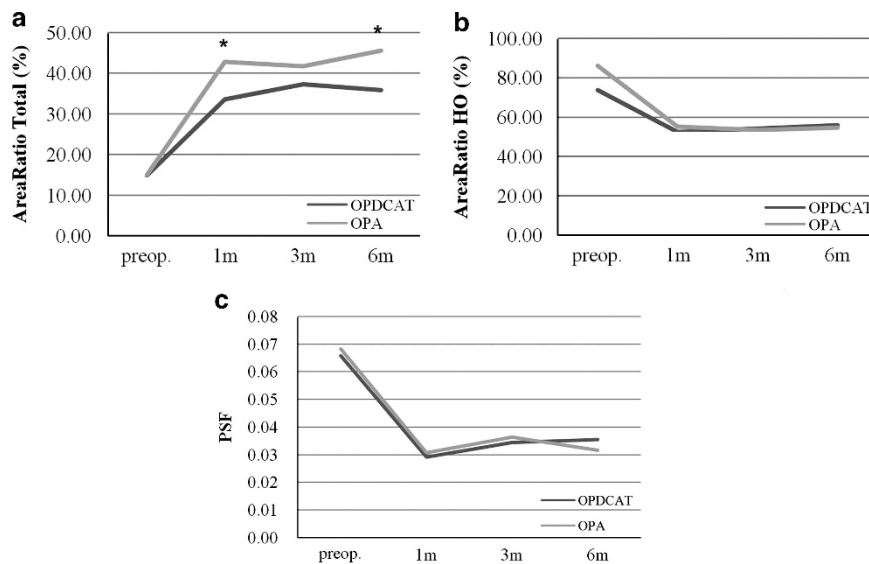 a
AreaRatio Total (%)
50.00
40.00
30.00
20.00
10.00
0.00
* *
OPDCAT
OPA
preop. 1m 3m 6m
b
AreaRatio HO (%)
100.00
80.00
60.00
40.00
20.00
0.00
OPDCAT
OPA
preop. 1m 3m 6m
c
PSF
0.08
0.07
0.06
0.05
0.04
0.03
0.02
0.01
0.00
OPDCAT
OPA
preop. 1m 3m 6m